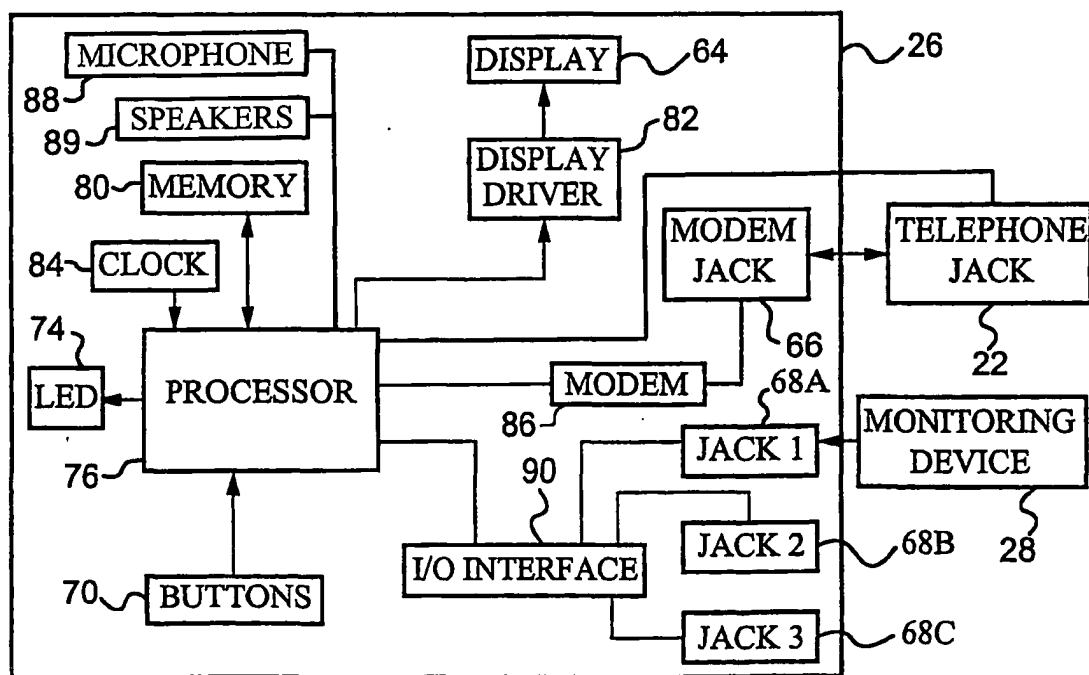 MICROPHONE
88
SPEAKERS
89
80
MEMORY
84
CLOCK
74
LED
PROCESSOR
76
70
BUTTONS
DISPLAY
64
82
DISPLAY
DRIVER
26
MODEM
JACK
66
TELEPHONE
JACK
22
MODEM
86
68A
JACK 1
MONITORING
DEVICE
28
90
I/O INTERFACE
JACK 2
68B
JACK 3
68C